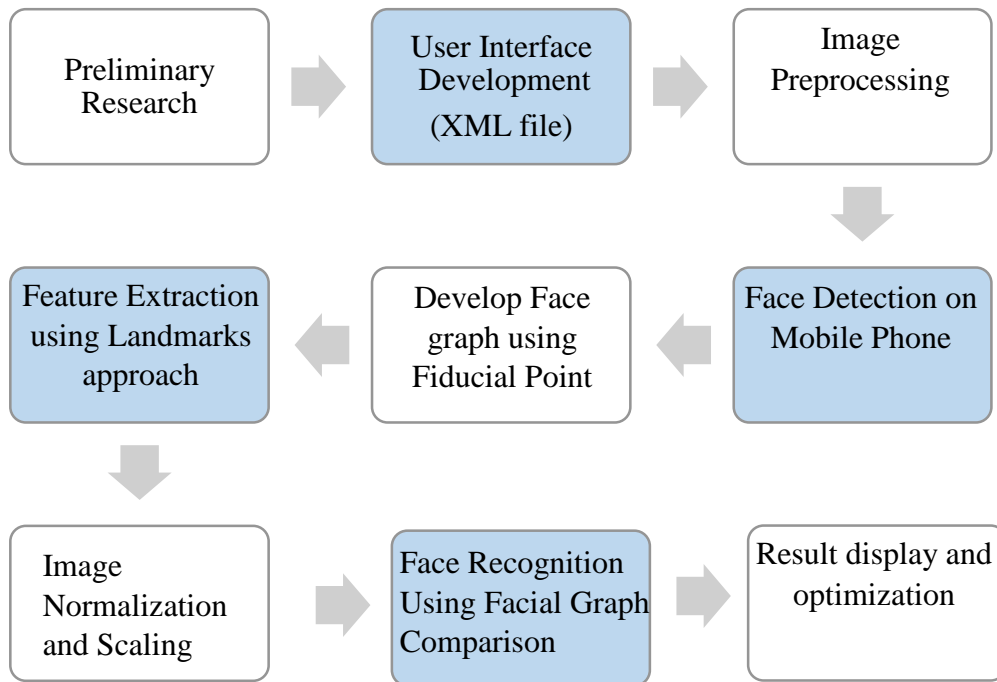 Preliminary
Research
User Interface
Development
(XML file)
Image
Preprocessing
Face Detection on
Mobile Phone
Develop Face
graph using
Fiducial Point
Feature Extraction
using Landmarks
approach
Image
Normalization
and Scaling
Face Recognition
Using Facial Graph
Comparison
Result display and
optimization